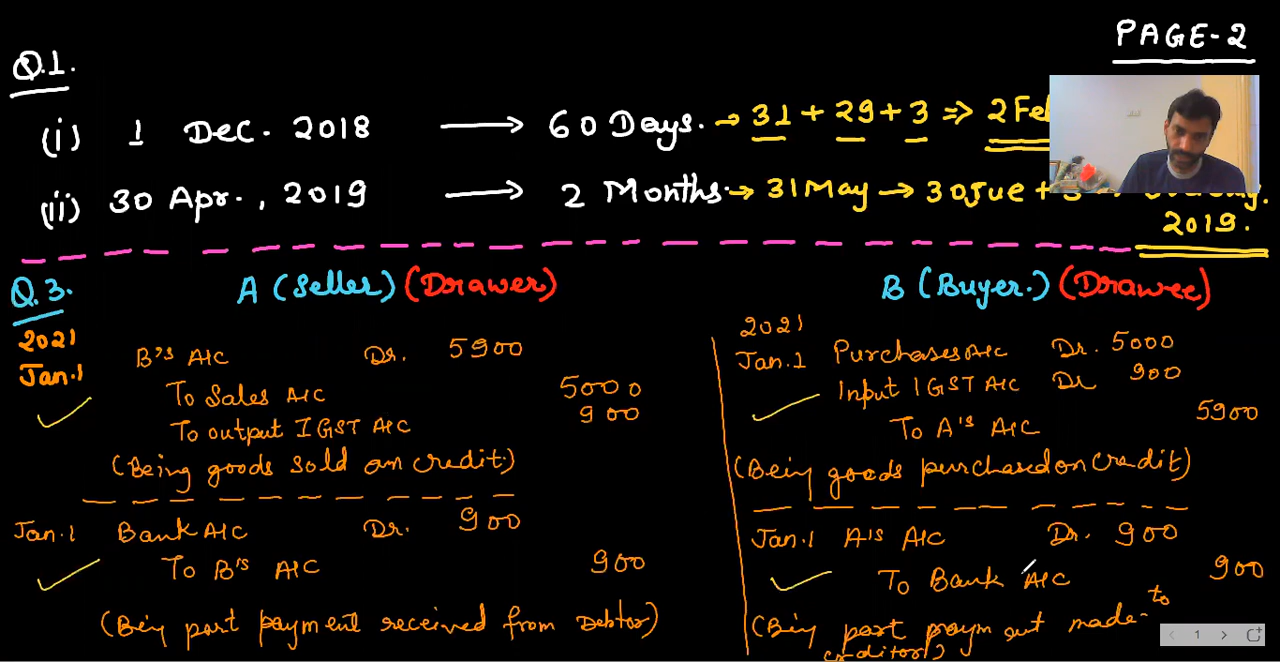 PAGE-2
Q.1.
(i) 1 Dec. 2018 → 60 Days. → 31 + 29 + 3 ⇒ 2 Feb
(ii) 30 Apr., 2019 → 2 Months. → 31 May → 30 Jue +
2019.
Q.3. A (Seller) (Drawer)
2021
Jan.1 B's A/C Dr. 5900
To Sales A/C 5000
To output IGST A/C 900
(Being goods sold on credit)
Jan.1 Bank A/C Dr. 900
To B's A/C 900
(Being part payment received from Debtor)
B (Buyer.) (Drawee)
2021
Jan.1 Purchases A/C Dr. 5000
Input IGST A/C Dr 900
To A's A/C 5900
(Being goods purchased on credit)
Jan.1 A's A/C Dr. 900
To Bank A/C 900
(Being part payment made to
creditor)
1